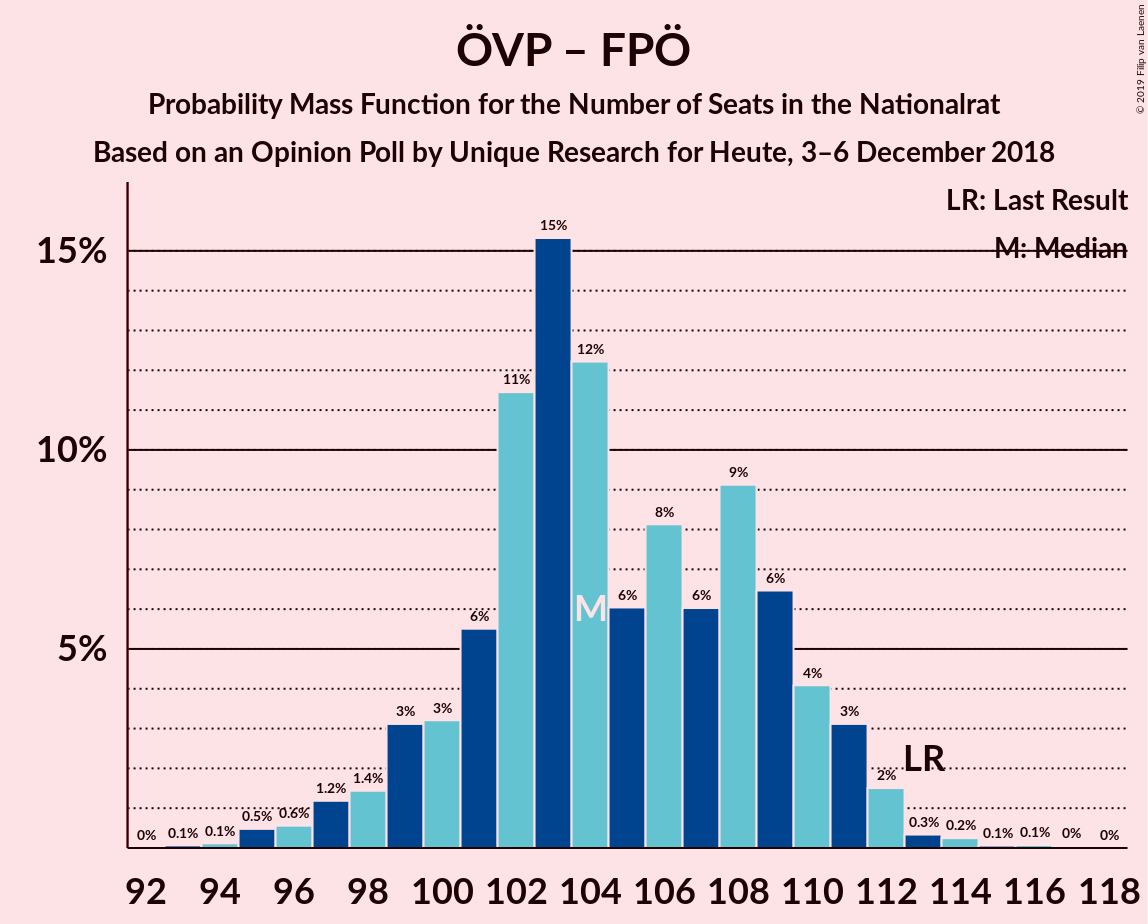 ÖVP – FPÖ
Probability Mass Function for the Number of Seats in the Nationalrat
Based on an Opinion Poll by Unique Research for Heute, 3–6 December 2018
© 2019 Filip van Laenen
LR: Last Result
M: Median
15%
10%
5%
0% 0.1% 0.1% 0.5% 0.6% 1.2% 1.4% 3% 3% 6% 11% 15% 12% 6% 8% 6% 9% 6% 4% 3% 2% 0.3% 0.2% 0.1% 0.1% 0% 0%
M
LR
92 94 96 98 100 102 104 106 108 110 112 114 116 118